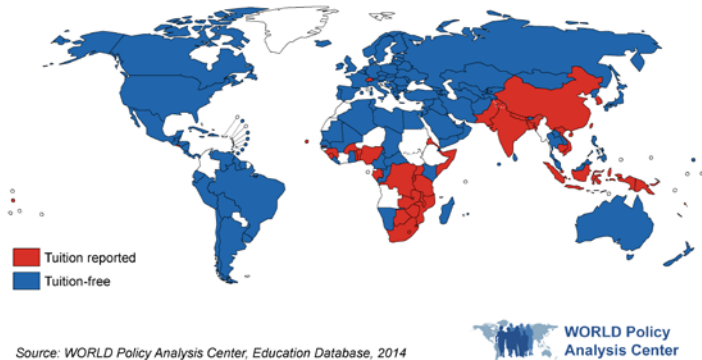 Tuition reported
Tuition-free
Source: WORLD Policy Analysis Center, Education Database, 2014
WORLD Policy
Analysis Center